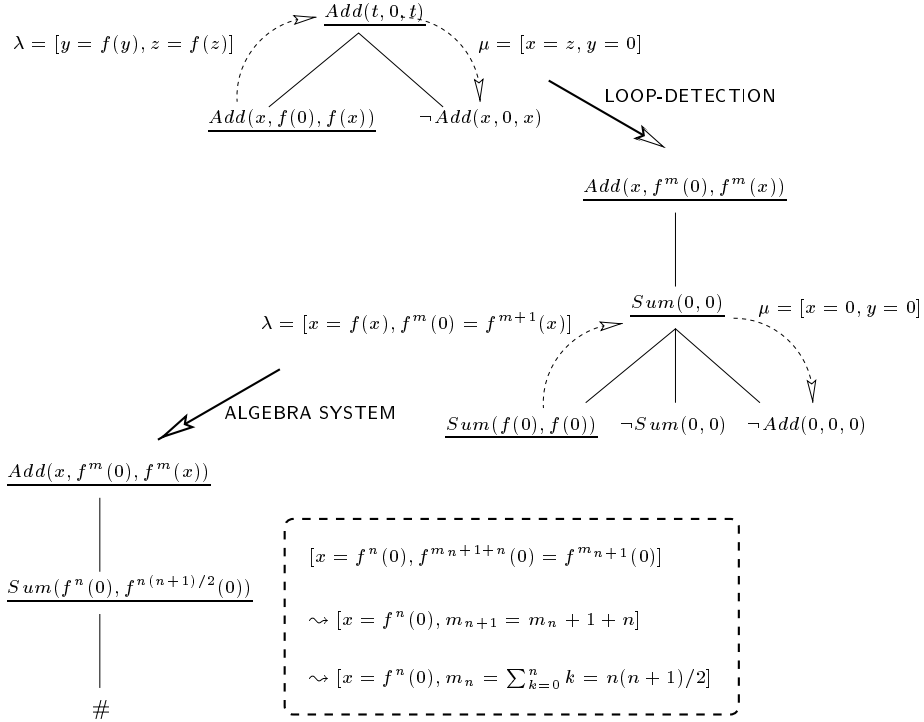 Add(t, 0, t)
λ = [y = f(y), z = f(z)]
μ = [x = z, y = 0]
Add(x, f(0), f(x))
¬Add(x, 0, x)
LOOP-DETECTION
Add(x, f^m(0), f^m(x))
Sum(0, 0)
μ = [x = 0, y = 0]
λ = [x = f(x), f^m(0) = f^{m+1}(x)]
ALGEBRA SYSTEM
Sum(f(0), f(0))
¬Sum(0, 0)
¬Add(0, 0, 0)
Add(x, f^m(0), f^m(x))
Sum(f^n(0), f^{n(n+1)/2}(0))
#
[x = f^n(0), f^{m_n+1+n}(0) = f^{m_{n+1}}(0)]
⇝ [x = f^n(0), m_{n+1} = m_n + 1 + n]
⇝ [x = f^n(0), m_n = ∑_{k=0}^n k = n(n + 1)/2]